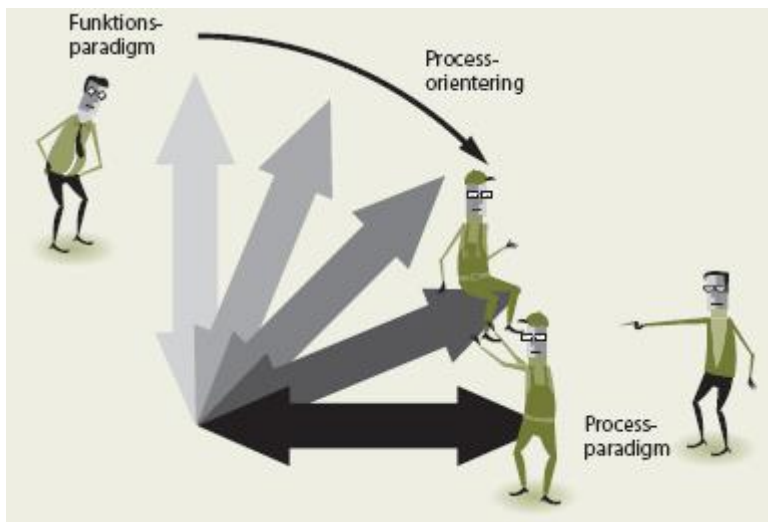 Funktions-
paradigm
Process-
orientering
Process-
paradigm